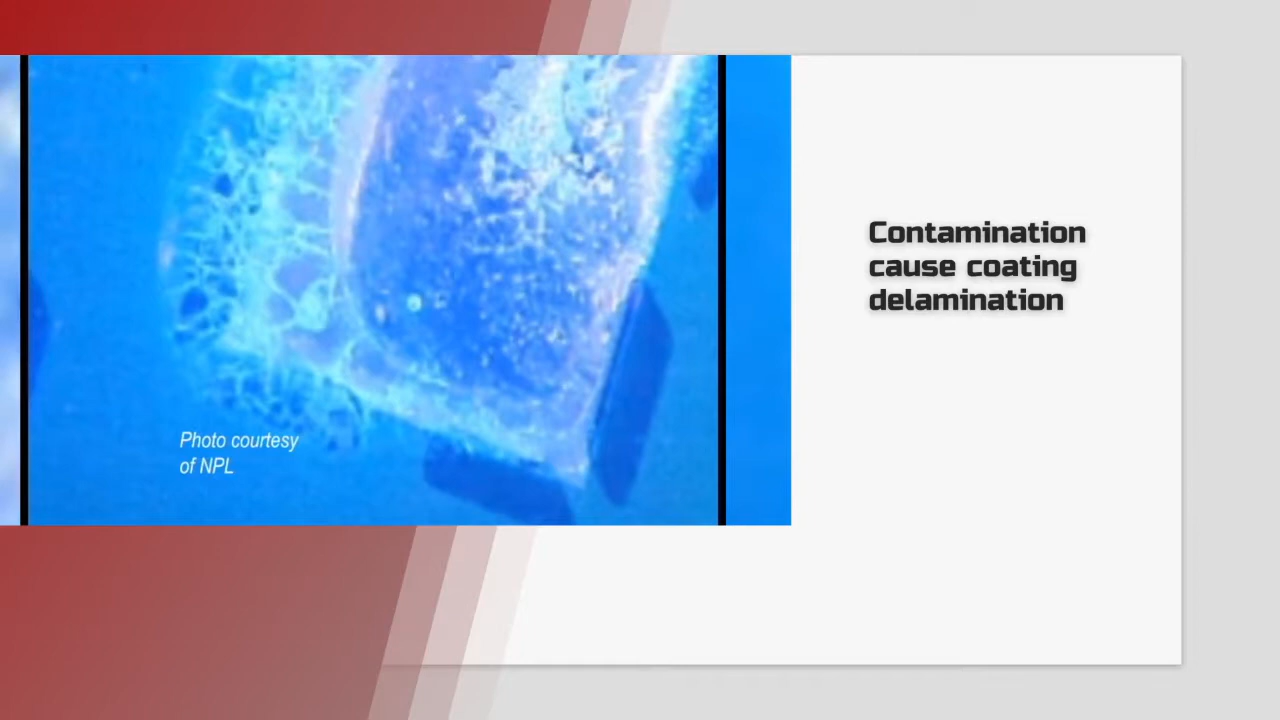 Contamination
cause coating
delamination
Photo courtesy
of NPL